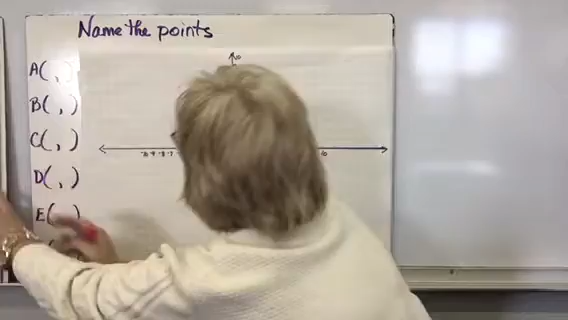 Name the points
A( , )
B( , )
C( , )
D( , )
E( , )